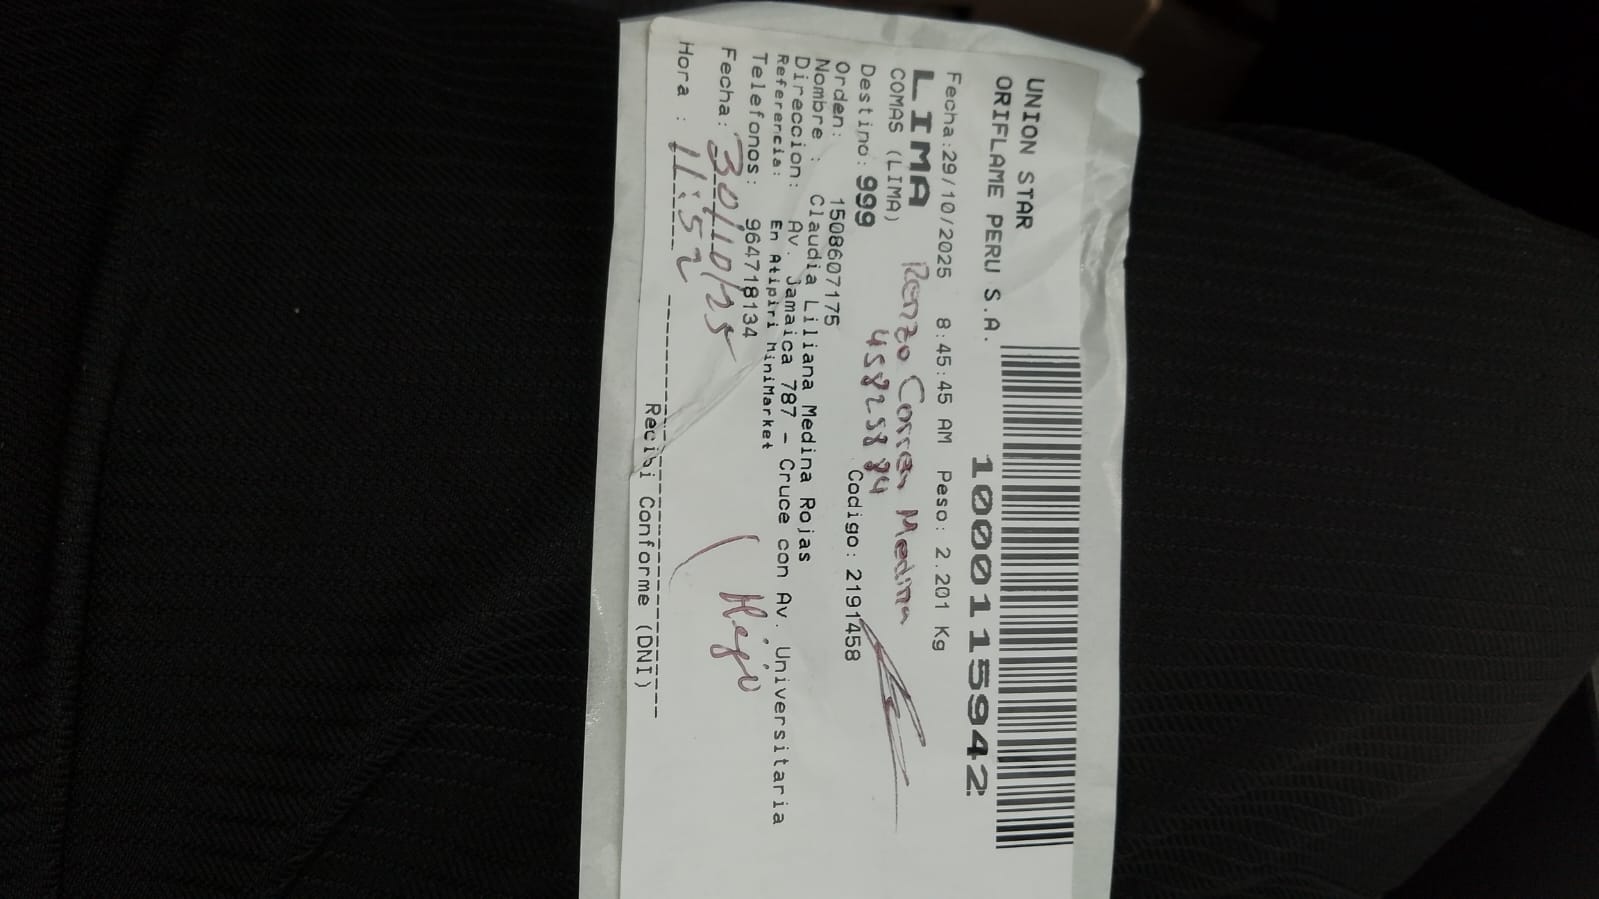 UNION STAR
ORIFLAME PERU S.A.
10001115942
Fecha:29/10/2025 8:45:45 AM Peso: 2.201 Kg
LIMA
COMAS (LIMA)
Renzo Correa Medina
45825884
Destino: 999
Orden: 1508607175 Codigo: 2191458
Nombre : Claudia Liliana Medina Rojas
Direccion: Av. Jamaica 787 - Cruce con Av. Universitaria
Referencia: En Atipiri MiniMarket
Telefonos: 964718134
Fecha: 30/10/25
Hora : 11:52
Recibi Conforme (DNI)